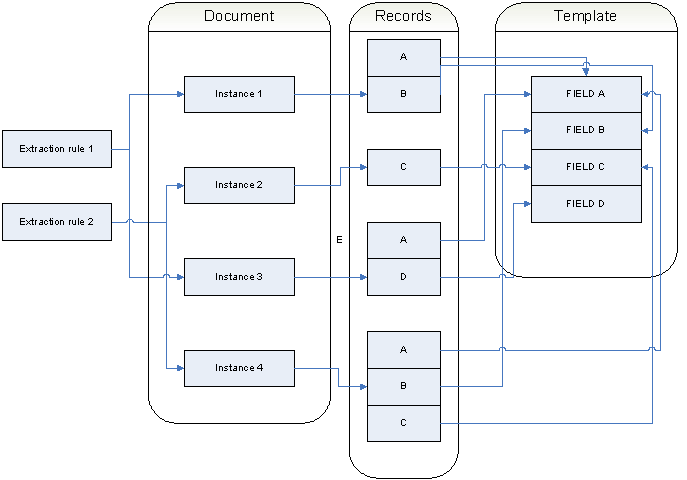 Document
Records
Template
Extraction rule 1
Extraction rule 2
Instance 1
Instance 2
Instance 3
Instance 4
A
B
C
E
A
D
A
B
C
FIELD A
FIELD B
FIELD C
FIELD D